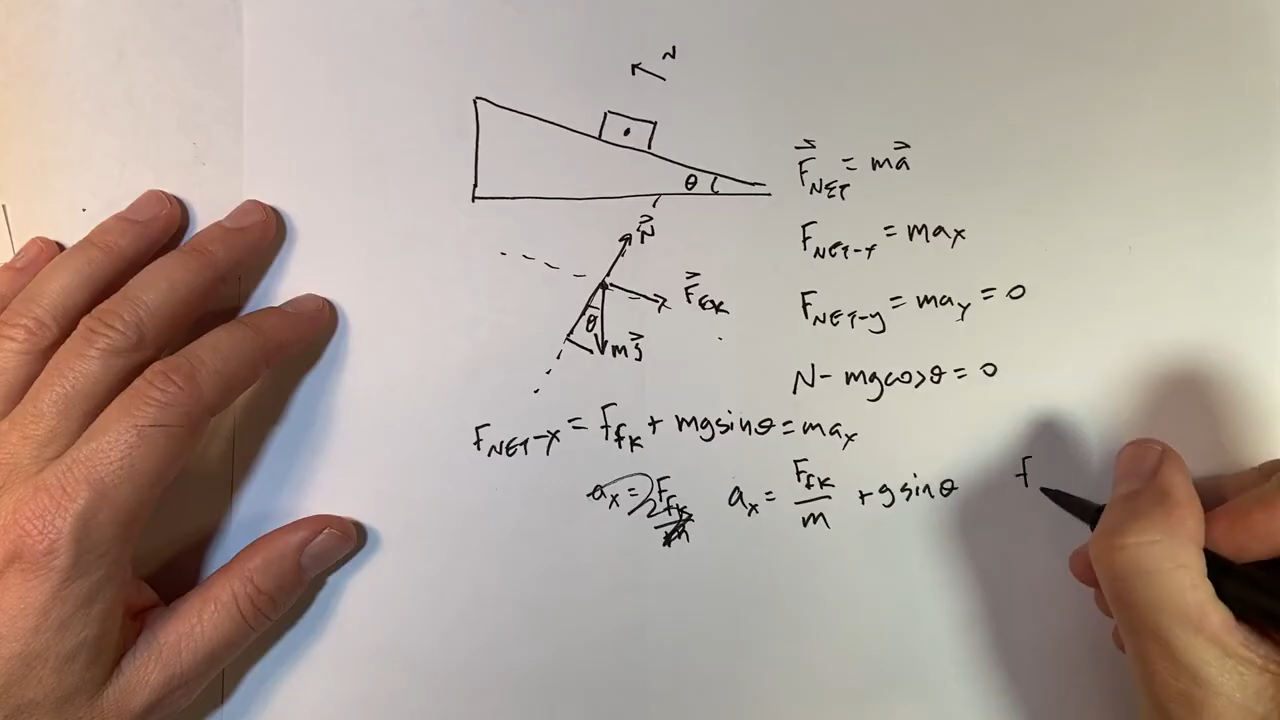 N
θ
F⃗NET = ma⃗
N⃗
FNET-x = max
F⃗fk
FNET-y = may = 0
θ
mg⃗
N - mgcosθ = 0
FNET-x = Ffk + mgsinθ = max
ax = Ffk/m + gsinθ
F